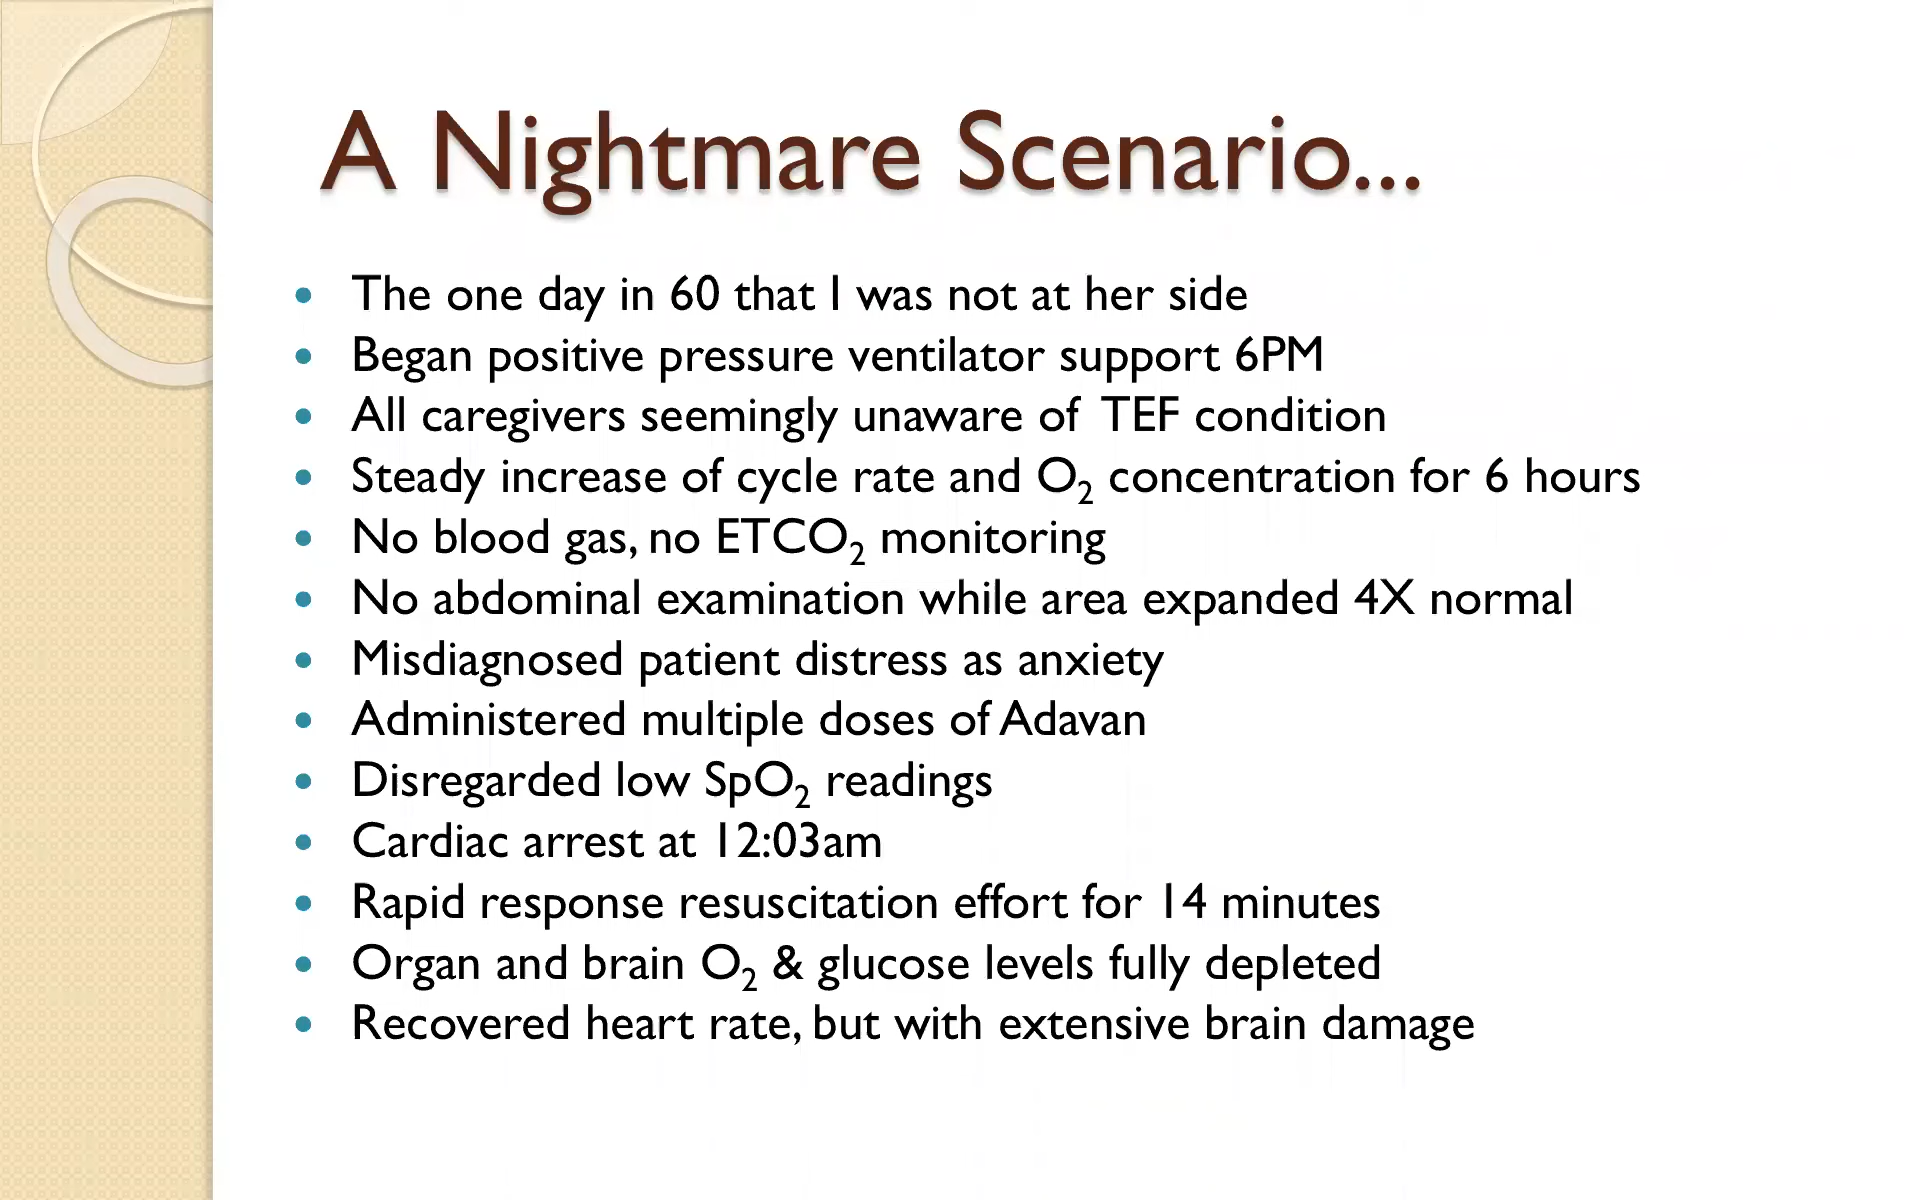 A Nightmare Scenario...
• The one day in 60 that I was not at her side
• Began positive pressure ventilator support 6PM
• All caregivers seemingly unaware of TEF condition
• Steady increase of cycle rate and O₂ concentration for 6 hours
• No blood gas, no ETCO₂ monitoring
• No abdominal examination while area expanded 4X normal
• Misdiagnosed patient distress as anxiety
• Administered multiple doses of Adavan
• Disregarded low SpO₂ readings
• Cardiac arrest at 12:03am
• Rapid response resuscitation effort for 14 minutes
• Organ and brain O₂ & glucose levels fully depleted
• Recovered heart rate, but with extensive brain damage